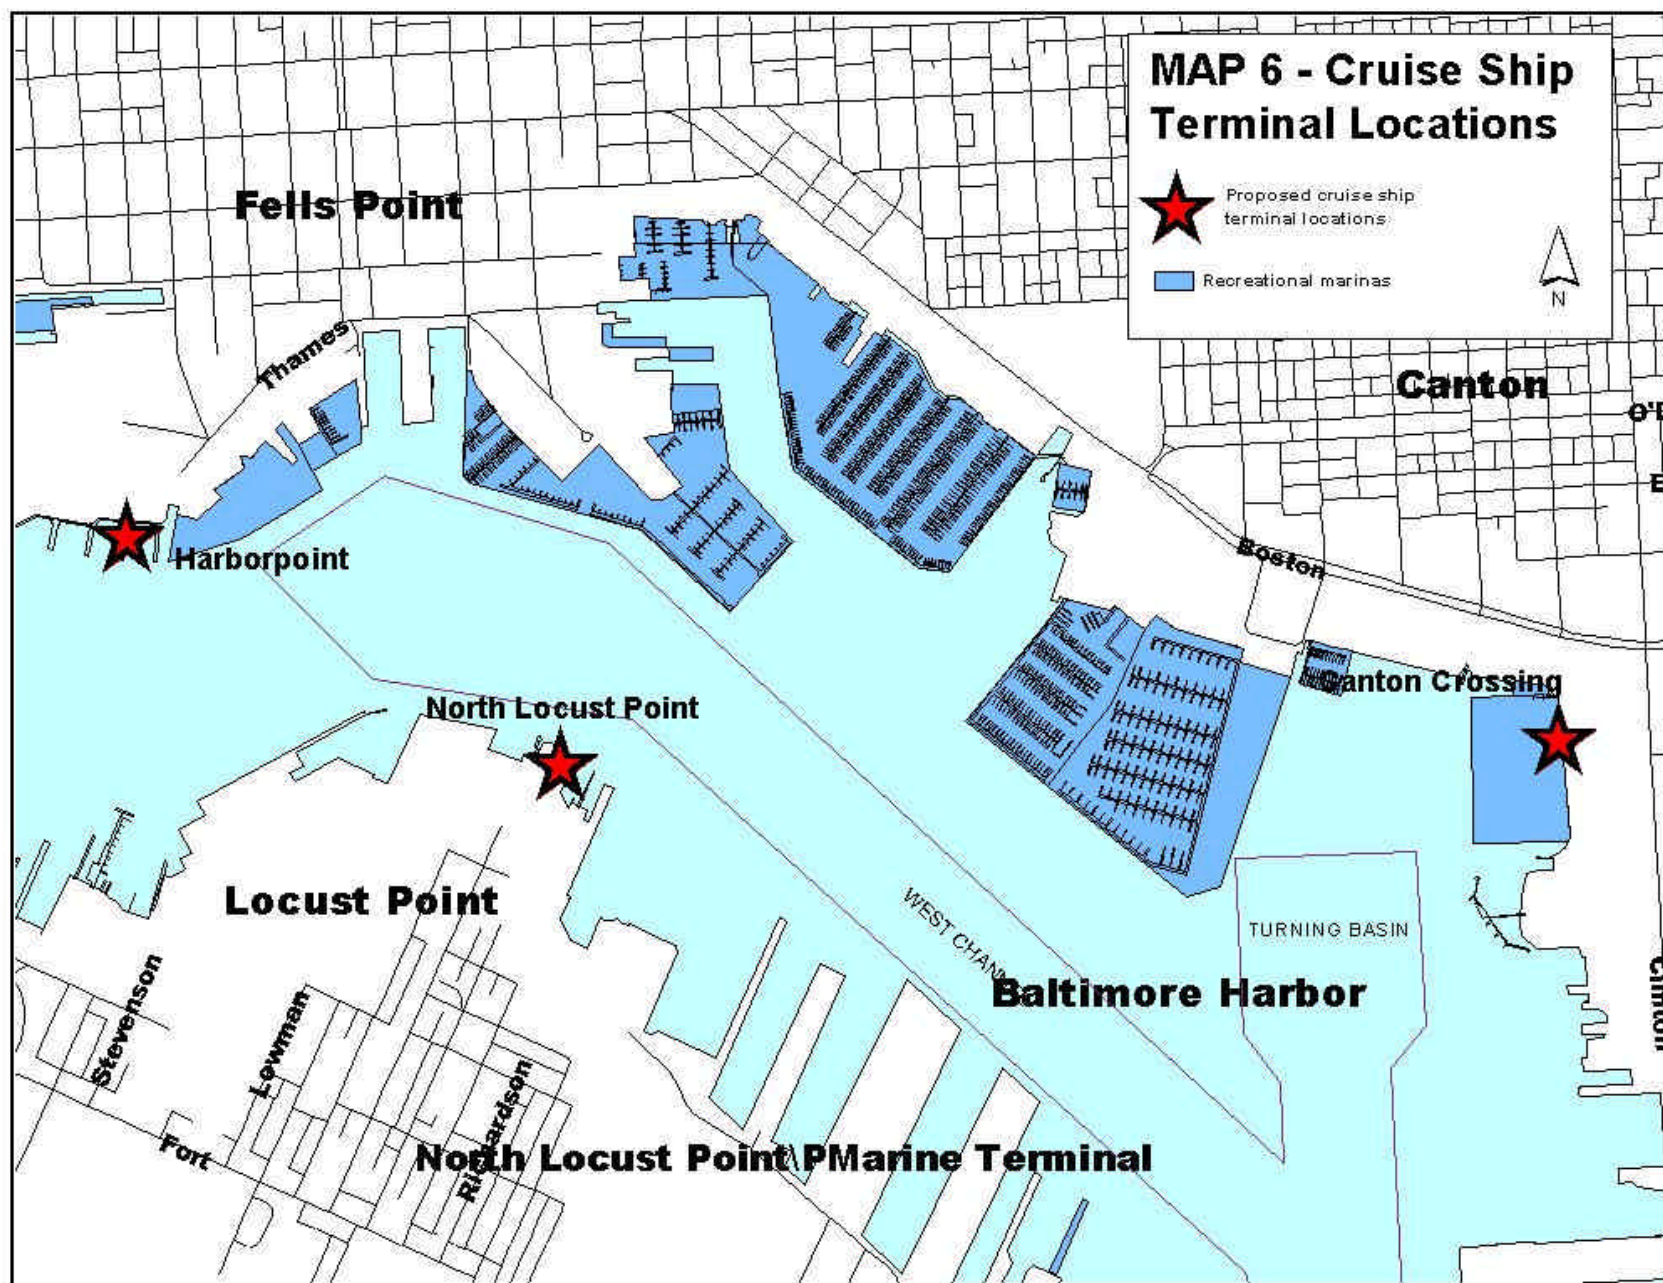 MAP 6 - Cruise Ship
Terminal Locations
Proposed cruise ship
terminal locations
Recreational marinas
N
Fells Point
Thames
Canton
Harborpoint
Boston
Canton Crossing
North Locust Point
Locust Point
WEST CHANN
TURNING BASIN
Baltimore Harbor
Stevenson
Lowman
Richardson
Fort
North Locust Point\PMarine Terminal